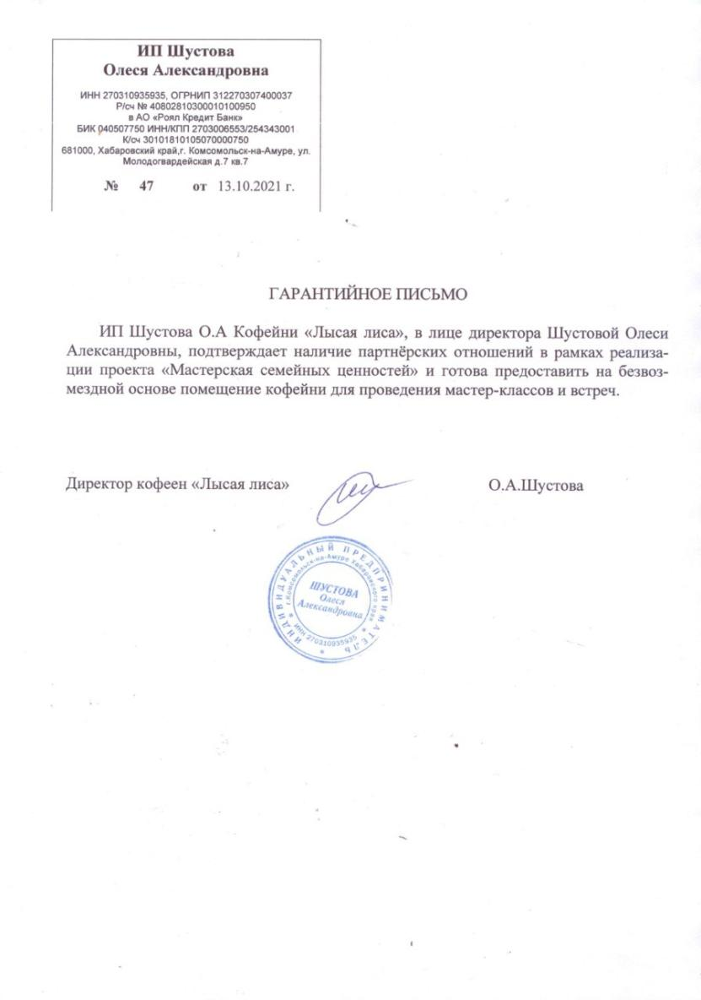 ИП Шустова
Олеся Александровна
ИНН 270310935935, ОГРНИП 312270307400037
Р/сч № 40802810300010100950
в АО «Роял Кредит Банк»
БИК 040507750 ИНН/КПП 2703006553/254343001
К/сч 30101810105070000750
681000, Хабаровский край,г. Комсомольск-на-Амуре, ул.
Молодогвардейская д.7 кв.7
№ 47 от 13.10.2021 г.
ГАРАНТИЙНОЕ ПИСЬМО
ИП Шустова О.А Кофейни «Лысая лиса», в лице директора Шустовой Олеси
Александровны, подтверждает наличие партнёрских отношений в рамках реализа-
ции проекта «Мастерская семейных ценностей» и готова предоставить на безвоз-
мездной основе помещение кофейни для проведения мастер-классов и встреч.
Директор кофеен «Лысая лиса» О.А.Шустова
ИНДИВИДУАЛЬНЫЙ ПРЕДПРИНИМАТЕЛЬ
г.Комсомольск-на-Амуре Хабаровского края
ШУСТОВА
Олеся
Александровна
ИНН 270310935935